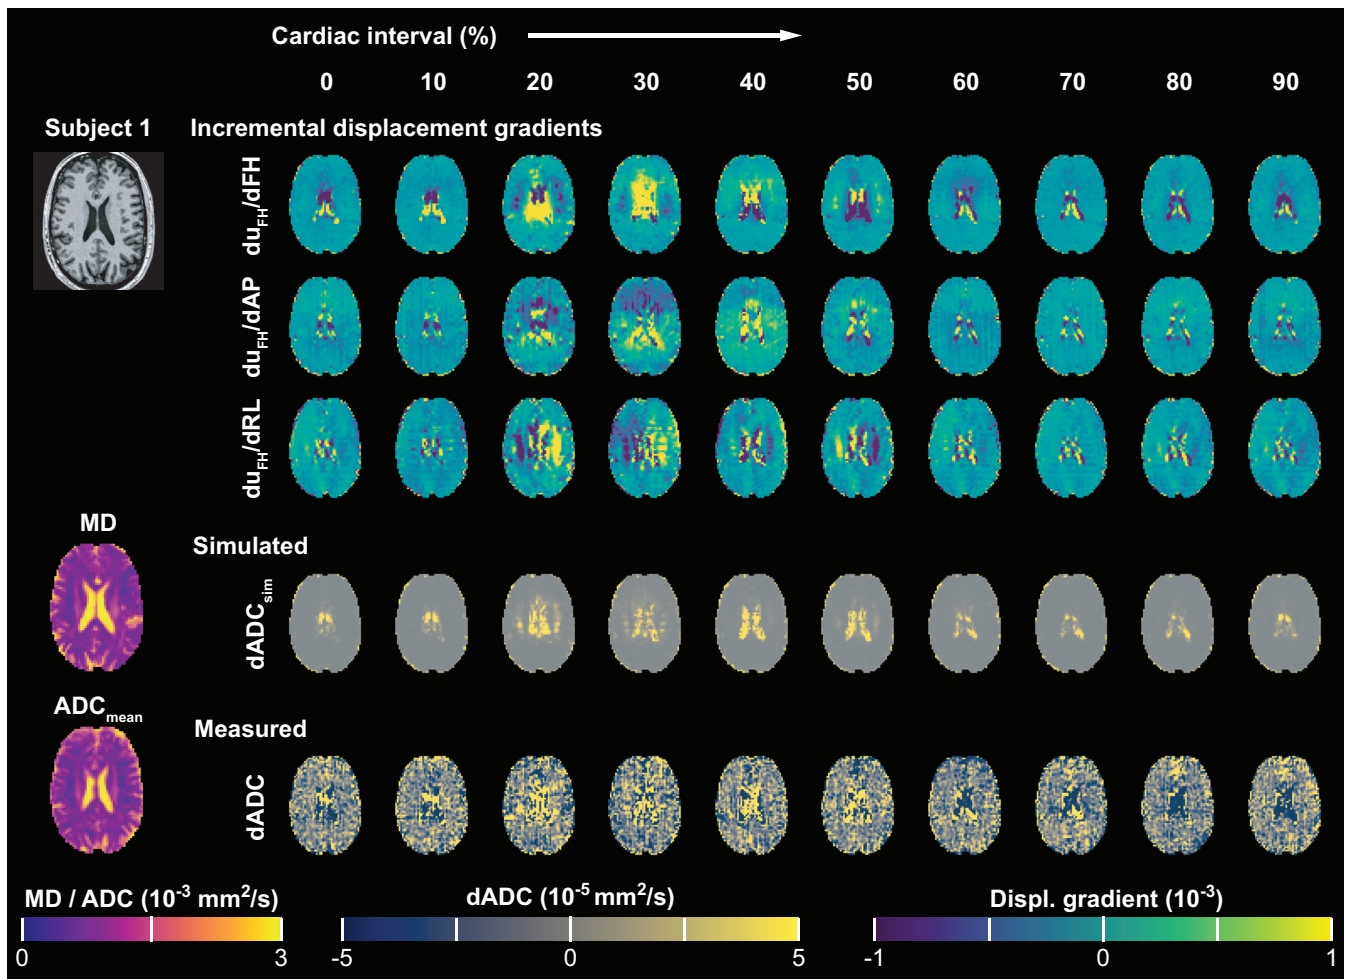 Cardiac interval (%)
0 10 20 30 40 50 60 70 80 90
Subject 1
Incremental displacement gradients
du_FH/dFH
du_FH/dAP
du_FH/dRL
MD
Simulated
dADC_sim
ADC_mean
Measured
dADC
MD / ADC (10^-3 mm^2/s)
dADC (10^-5 mm^2/s)
Displ. gradient (10^-3)
0 3
-5 0 5
-1 0 1